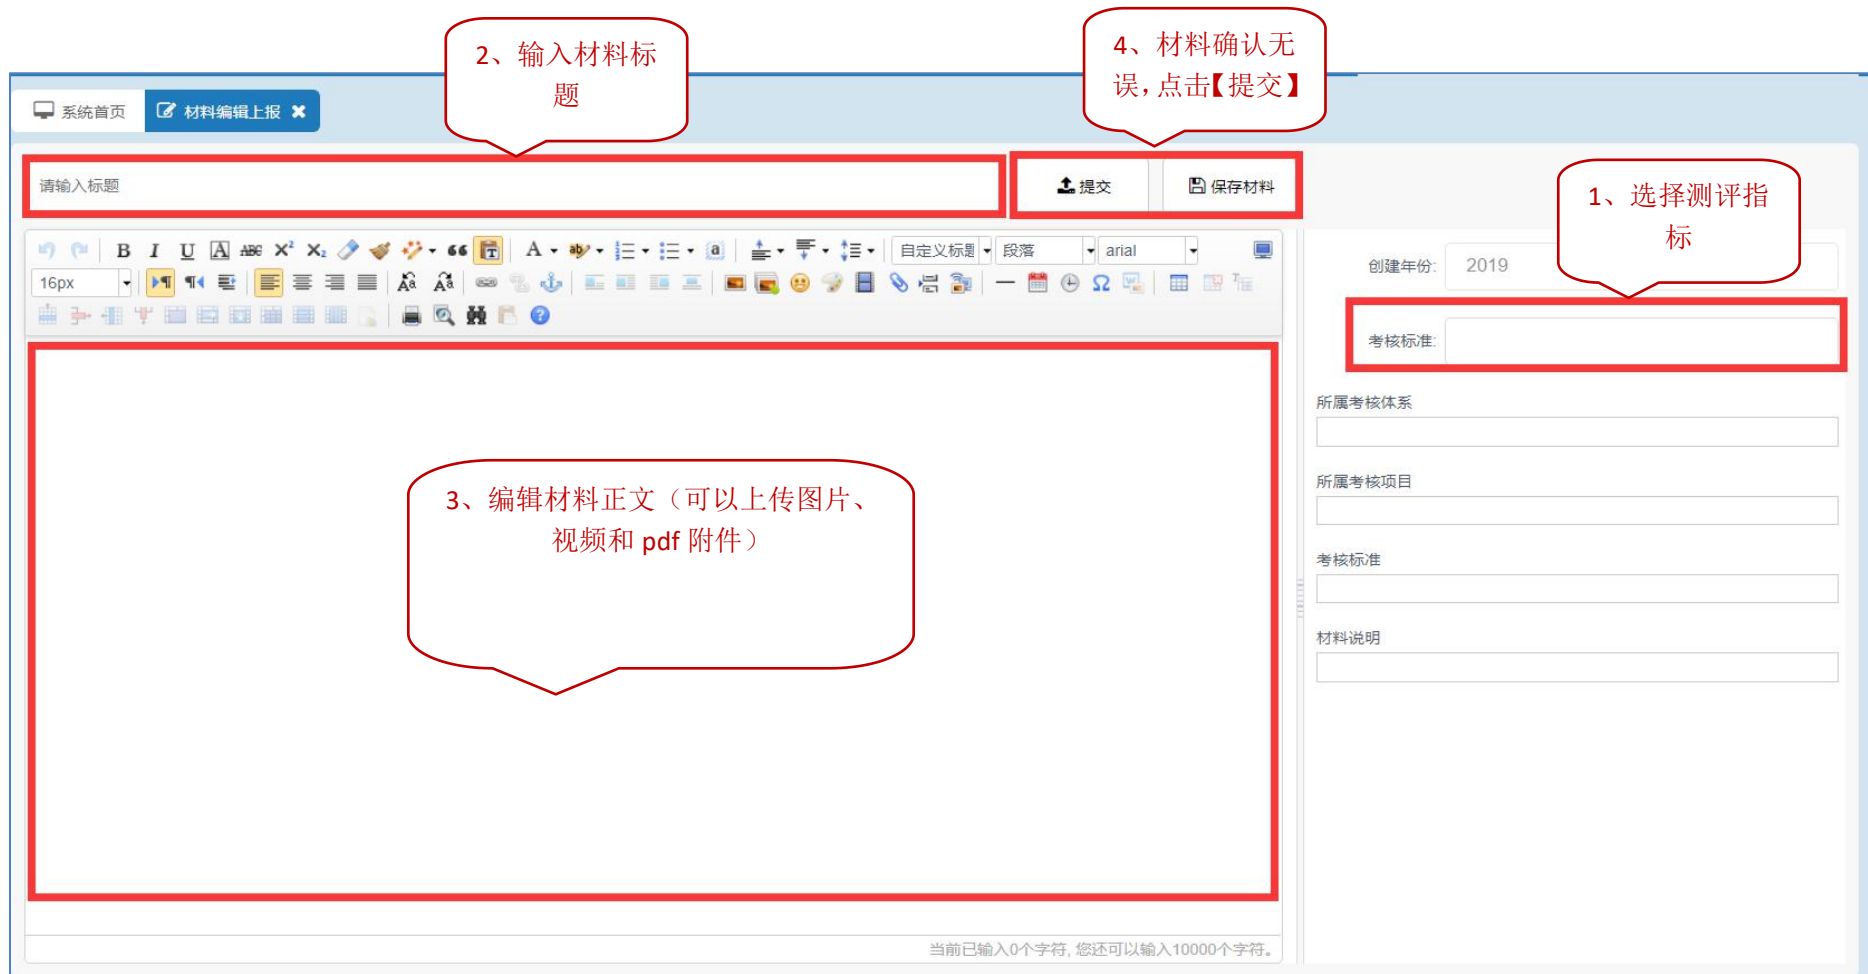 2、输入材料标
题
4、材料确认无
误,点击【提交】
系统首页
材料编辑上报
请输入标题
提交
保存材料
1、选择测评指
标
自定义标题
段落
arial
16px
创建年份:
2019
考核标准:
所属考核体系
所属考核项目
考核标准
材料说明
3、编辑材料正文（可以上传图片、
视频和 pdf 附件）
当前已输入0个字符, 您还可以输入10000个字符。